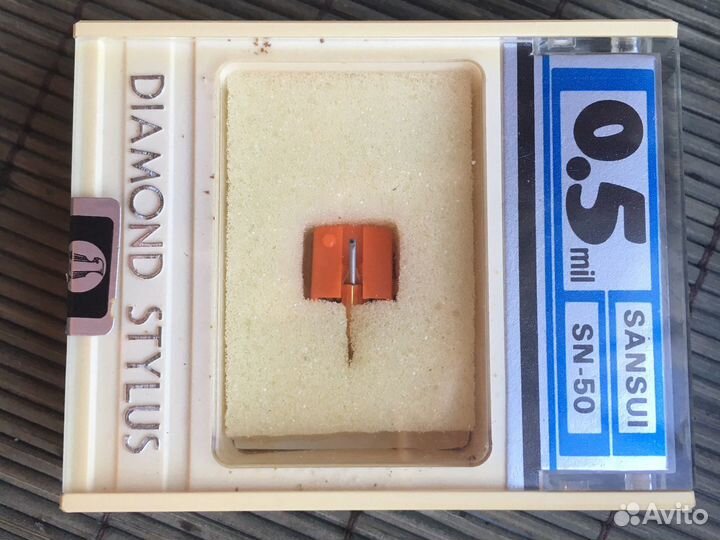 DIAMOND STYLUS
0.5 mil
SANSUI
SN-50
Avito